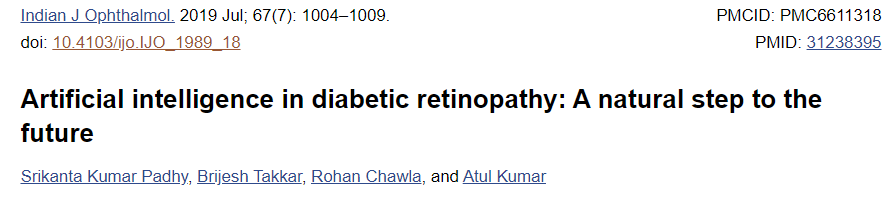 Indian J Ophthalmol. 2019 Jul; 67(7): 1004–1009. PMCID: PMC6611318
doi: 10.4103/ijo.IJO_1989_18 PMID: 31238395
Artificial intelligence in diabetic retinopathy: A natural step to the
future
Srikanta Kumar Padhy, Brijesh Takkar, Rohan Chawla, and Atul Kumar